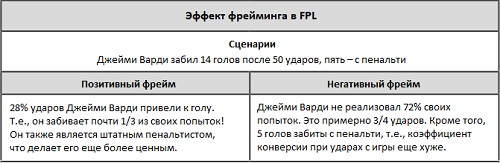 Эффект фрейминга в FPL
Сценарии
Джейми Варди забил 14 голов после 50 ударов, пять – с пенальти
Позитивный фрейм
28% ударов Джейми Варди привели к голу.
Т.е., он забивает почти 1/3 из своих попыток!
Он также является штатным пенальтистом,
что делает его еще более ценным.
Негативный фрейм
Джейми Варди не реализовал 72% своих
попыток. Это примерно 3/4 ударов. Кроме того,
5 голов забиты с пенальти, т.е., коэффициент
конверсии при ударах с игры еще хуже.